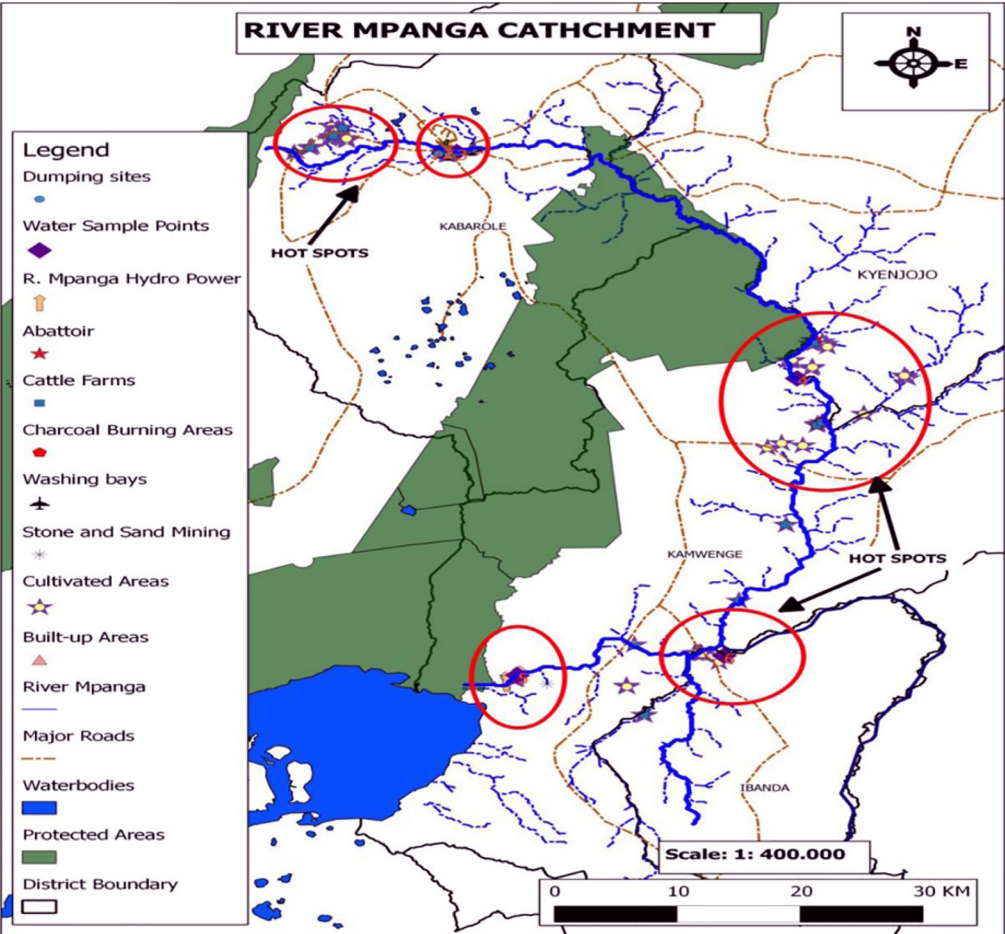 RIVER MPANGA CATHCHMENT
N
E
Legend
Dumping sites
Water Sample Points
R. Mpanga Hydro Power
Abattoir
Cattle Farms
Charcoal Burning Areas
Washing bays
Stone and Sand Mining
Cultivated Areas
Built-up Areas
River Mpanga
Major Roads
Waterbodies
Protected Areas
District Boundary
HOT SPOTS
KABAROLE
KYENJOJO
KAMWENGE
HOT SPOTS
IBANDA
Scale: 1: 400.000
0 10 20 30 KM